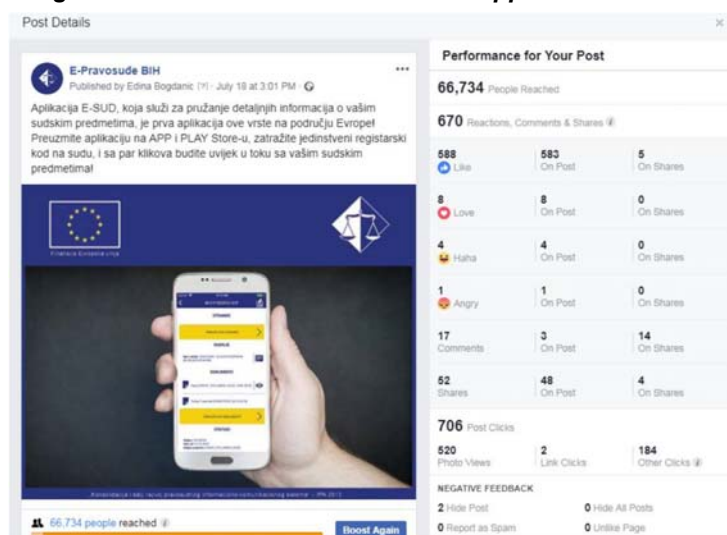 Post Details
E-Pravosuđe BIH
Published by Edina Bogdanic [?] · July 19 at 3:01 PM ·
Aplikacija E-SUD, koja služi za pružanje detaljnijh informacija o vašim
sudskim predmetima, je prva aplikacija ove vrste na području Evrope!
Preuzmite aplikaciju na APP i PLAY Store-u, zatražite jedinstveni registarski
kod na sudu, i sa par klikova budite uvijek u toku sa vašim sudskim
predmetima!
Finansira Evropska unija
66,734 people reached
Boost Again
Performance for Your Post
66,734 People Reached
670 Reactions, Comments & Shares
588 583 5
Like On Post On Shares
8 8 0
Love On Post On Shares
4 4 0
Haha On Post On Shares
1 1 0
Angry On Post On Shares
17 3 14
Comments On Post On Shares
52 48 4
Shares On Post On Shares
706 Post Clicks
520 2 184
Photo Views Link Clicks Other Clicks
NEGATIVE FEEDBACK
2 Hide Post 0 Hide All Posts
0 Report as Spam 0 Unlike Page